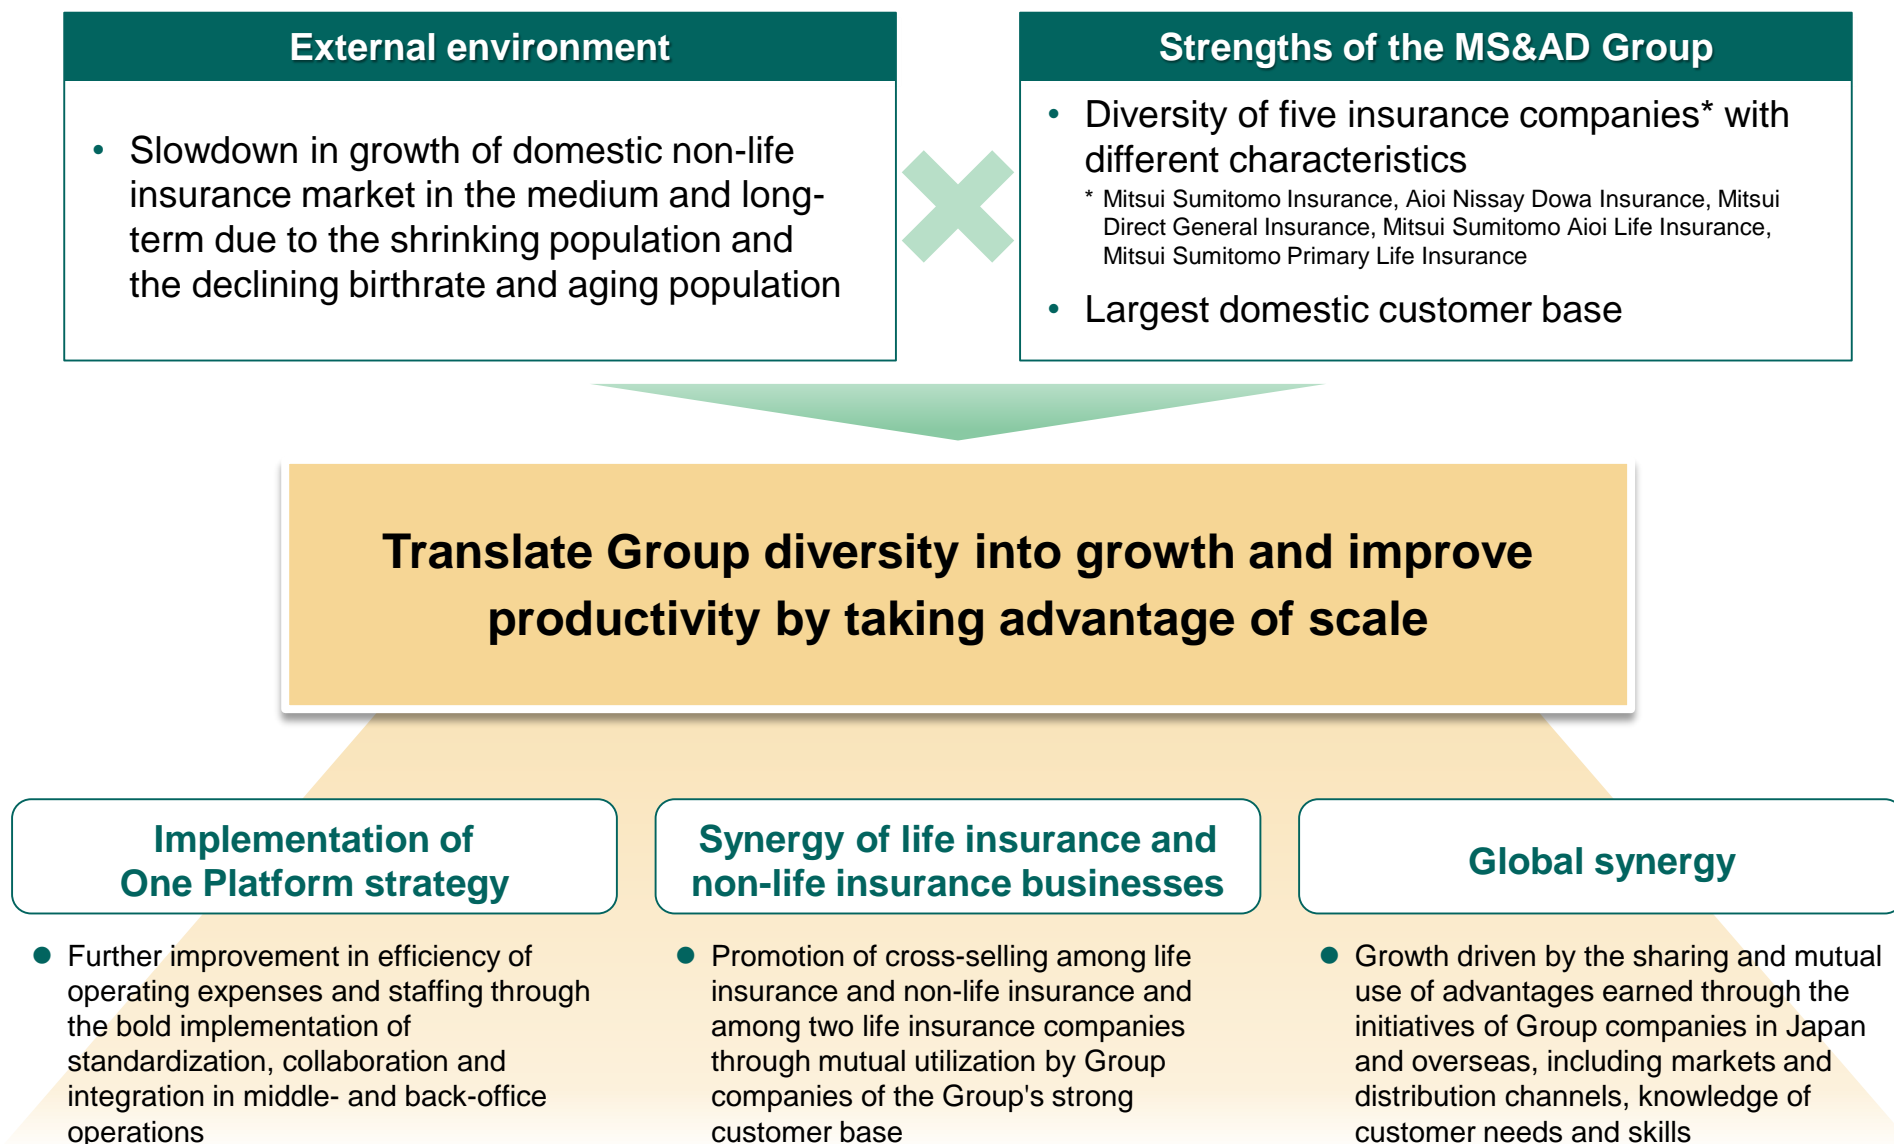 External environment
• Slowdown in growth of domestic non-life
insurance market in the medium and long-
term due to the shrinking population and
the declining birthrate and aging population
Strengths of the MS&AD Group
• Diversity of five insurance companies* with
different characteristics
* Mitsui Sumitomo Insurance, Aioi Nissay Dowa Insurance, Mitsui
Direct General Insurance, Mitsui Sumitomo Aioi Life Insurance,
Mitsui Sumitomo Primary Life Insurance
• Largest domestic customer base
Translate Group diversity into growth and improve
productivity by taking advantage of scale
Implementation of
One Platform strategy
● Further improvement in efficiency of
operating expenses and staffing through
the bold implementation of
standardization, collaboration and
integration in middle- and back-office
operations
Synergy of life insurance and
non-life insurance businesses
● Promotion of cross-selling among life
insurance and non-life insurance and
among two life insurance companies
through mutual utilization by Group
companies of the Group's strong
customer base
Global synergy
● Growth driven by the sharing and mutual
use of advantages earned through the
initiatives of Group companies in Japan
and overseas, including markets and
distribution channels, knowledge of
customer needs and skills